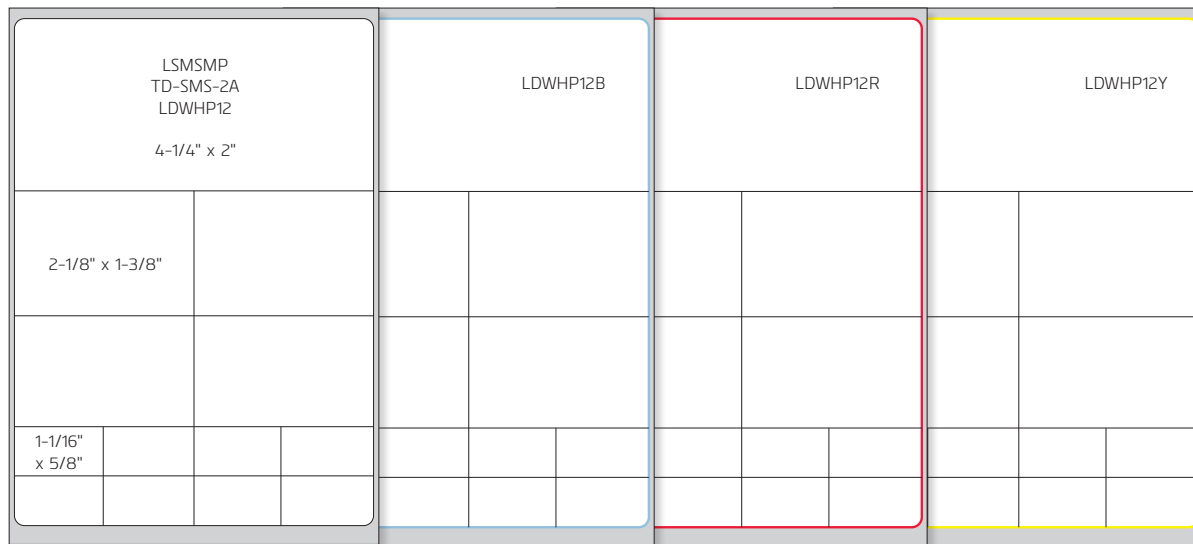 LSMSMP
TD-SMS-2A
LDWHP12
4-1/4" x 2"
2-1/8" x 1-3/8"
1-1/16"
x 5/8"
LDWHP12B
LDWHP12R
LDWHP12Y